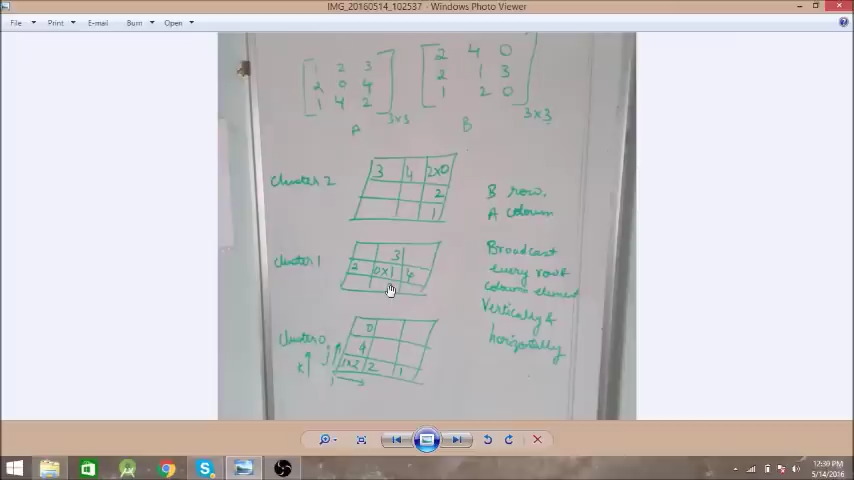 IMG_20160514_102537 - Windows Photo Viewer
File Print E-mail Burn Open
1 2 3
2 0 4
1 4 2
3x3
A
2 4 0
2 1 3
1 2 0
3x3
B
Cluster 2
3 4 2x0
2
1
B row.
A coloum
Cluster 1
3
2 0x1 4
Broadcast
every row &
coloum element
Vertically &
horizontally
Cluster 0
0
4
1x2 2 1
K
j
i
12:39 PM
5/14/2016